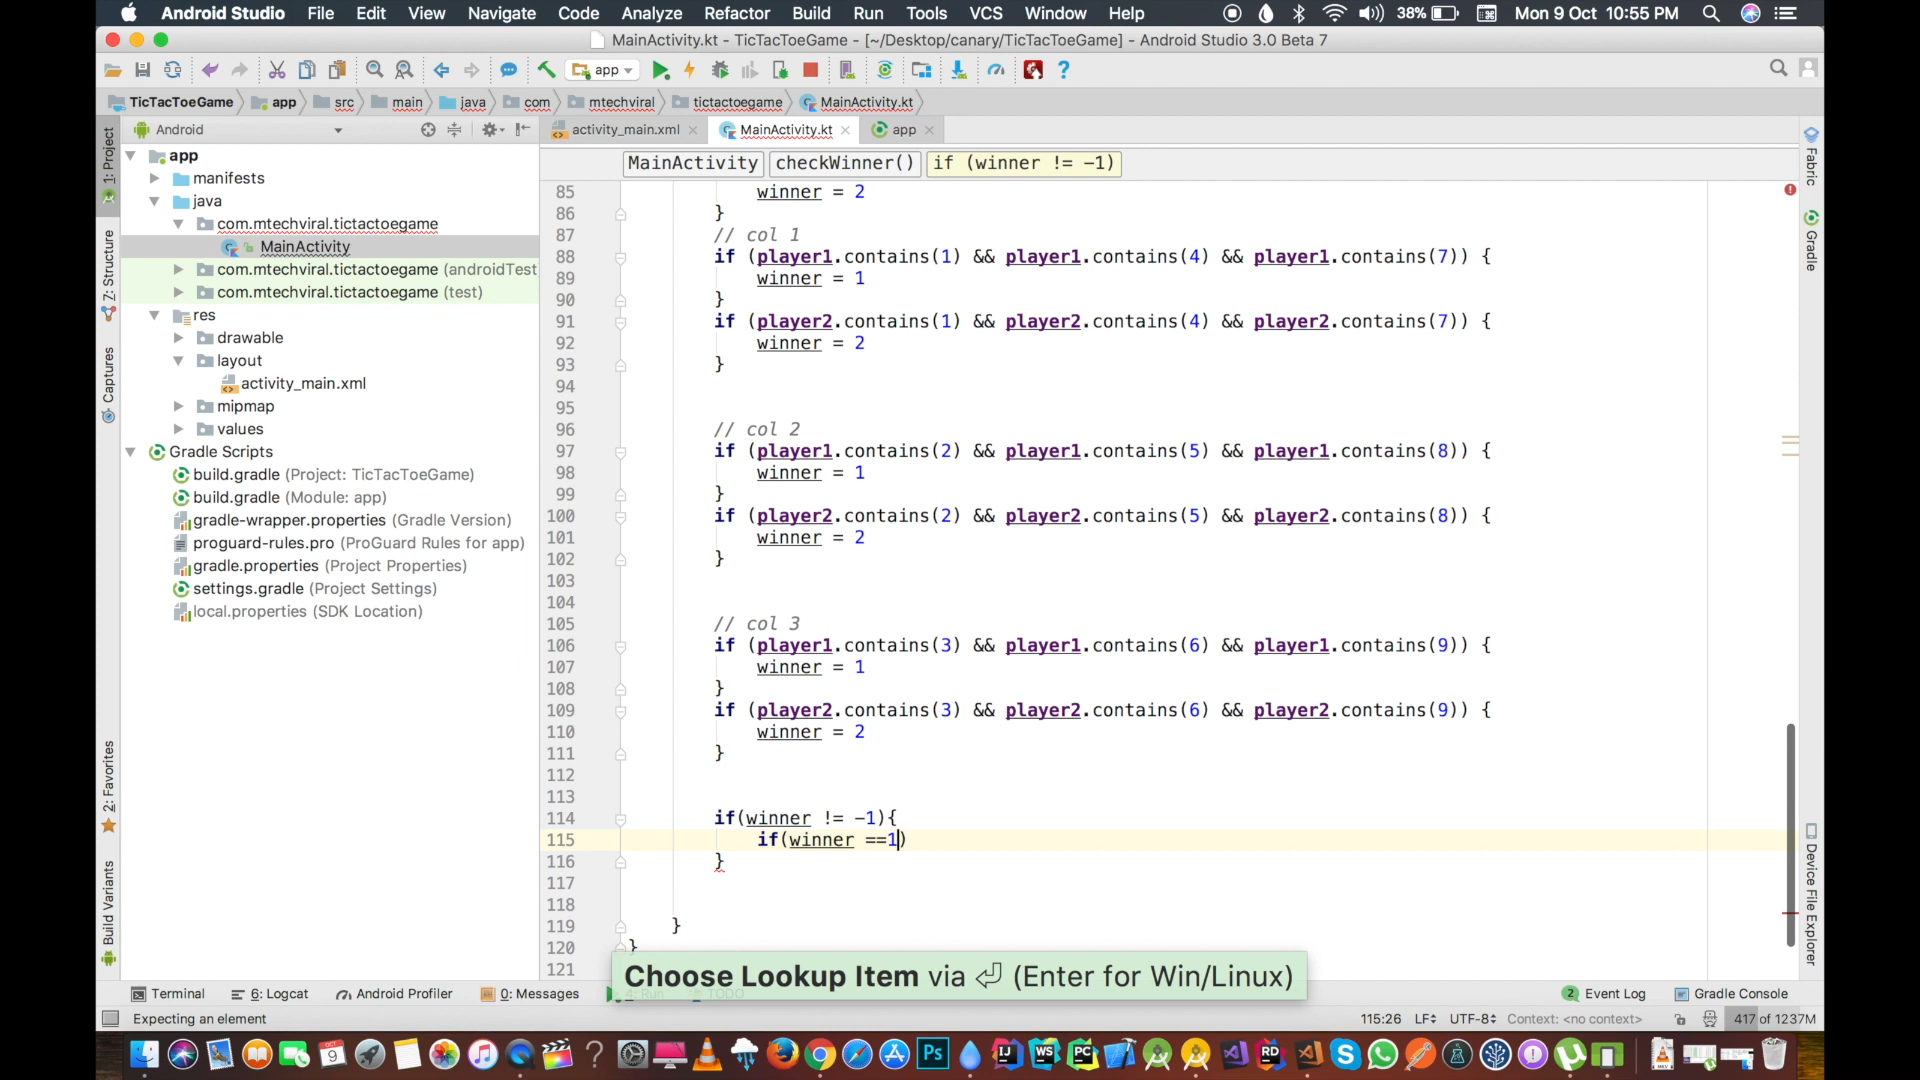 Android Studio File Edit View Navigate Code Analyze Refactor Build Run Tools VCS Window Help 38% Mon 9 Oct 10:55 PM
MainActivity.kt - TicTacToeGame - [~/Desktop/canary/TicTacToeGame] - Android Studio 3.0 Beta 7
app
TicTacToeGame app src main java com mtechviral tictactoegame MainActivity.kt
Android activity_main.xml MainActivity.kt app
MainActivity checkWinner() if (winner != -1)
1: Project
Z: Structure
Captures
2: Favorites
Build Variants
app
manifests
java
com.mtechviral.tictactoegame
MainActivity
com.mtechviral.tictactoegame (androidTest
com.mtechviral.tictactoegame (test)
res
drawable
layout
activity_main.xml
mipmap
values
Gradle Scripts
build.gradle (Project: TicTacToeGame)
build.gradle (Module: app)
gradle-wrapper.properties (Gradle Version)
proguard-rules.pro (ProGuard Rules for app)
gradle.properties (Project Properties)
settings.gradle (Project Settings)
local.properties (SDK Location)
85 winner = 2
86 }
87 // col 1
88 if (player1.contains(1) && player1.contains(4) && player1.contains(7)) {
89 winner = 1
90 }
91 if (player2.contains(1) && player2.contains(4) && player2.contains(7)) {
92 winner = 2
93 }
94
95
96 // col 2
97 if (player1.contains(2) && player1.contains(5) && player1.contains(8)) {
98 winner = 1
99 }
100 if (player2.contains(2) && player2.contains(5) && player2.contains(8)) {
101 winner = 2
102 }
103
104
105 // col 3
106 if (player1.contains(3) && player1.contains(6) && player1.contains(9)) {
107 winner = 1
108 }
109 if (player2.contains(3) && player2.contains(6) && player2.contains(9)) {
110 winner = 2
111 }
112
113
114 if(winner != -1){
115 if(winner ==1)
116 }
117
118
119 }
120 }
121
Fabric
Gradle
Device File Explorer
Choose Lookup Item via ⏎ (Enter for Win/Linux)
Terminal 6: Logcat Android Profiler 0: Messages 4: Run TODO 2 Event Log Gradle Console
Expecting an element 115:26 LF UTF-8 Context: <no context> 417 of 1237M
OCT 9 ? Ps IJ WS PC RD S